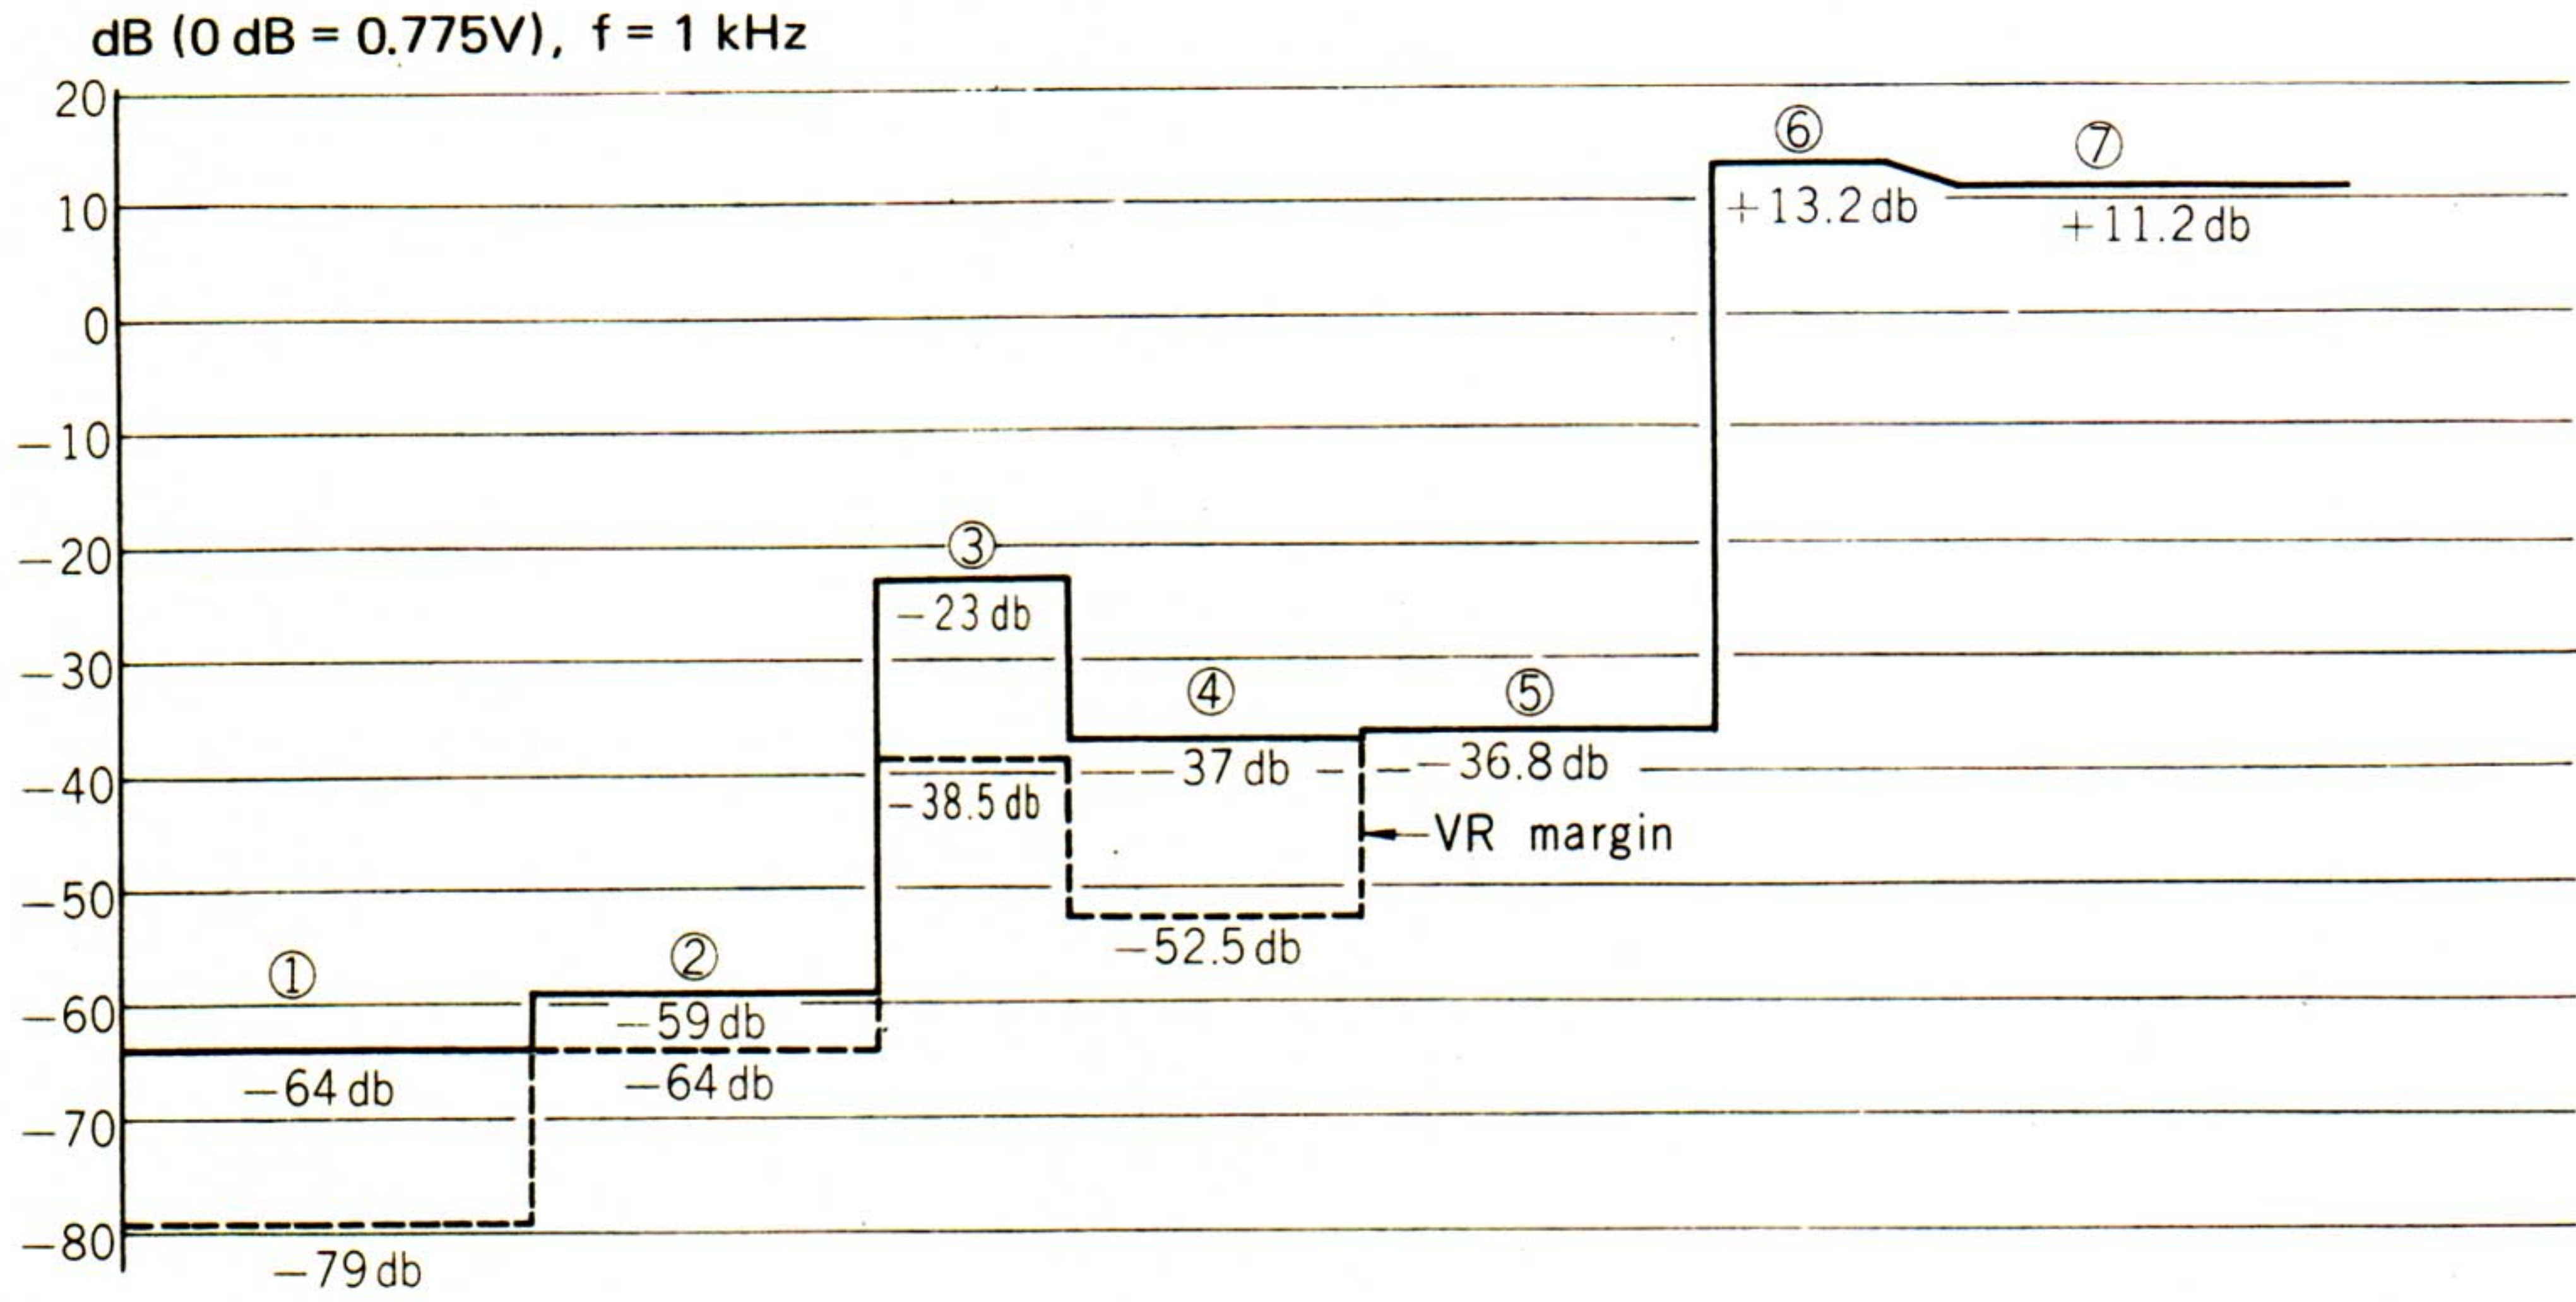 dB (0 dB = 0.775V), f = 1 kHz
20
⑥
⑦
10
+13.2 db
+11.2 db
0
−10
−20
③
−23 db
−30
④
⑤
−40
−38.5 db
−37 db
−36.8 db
VR margin
−50
−52.5 db
①
②
−60
−59 db
−64 db
−64 db
−70
−80
−79 db